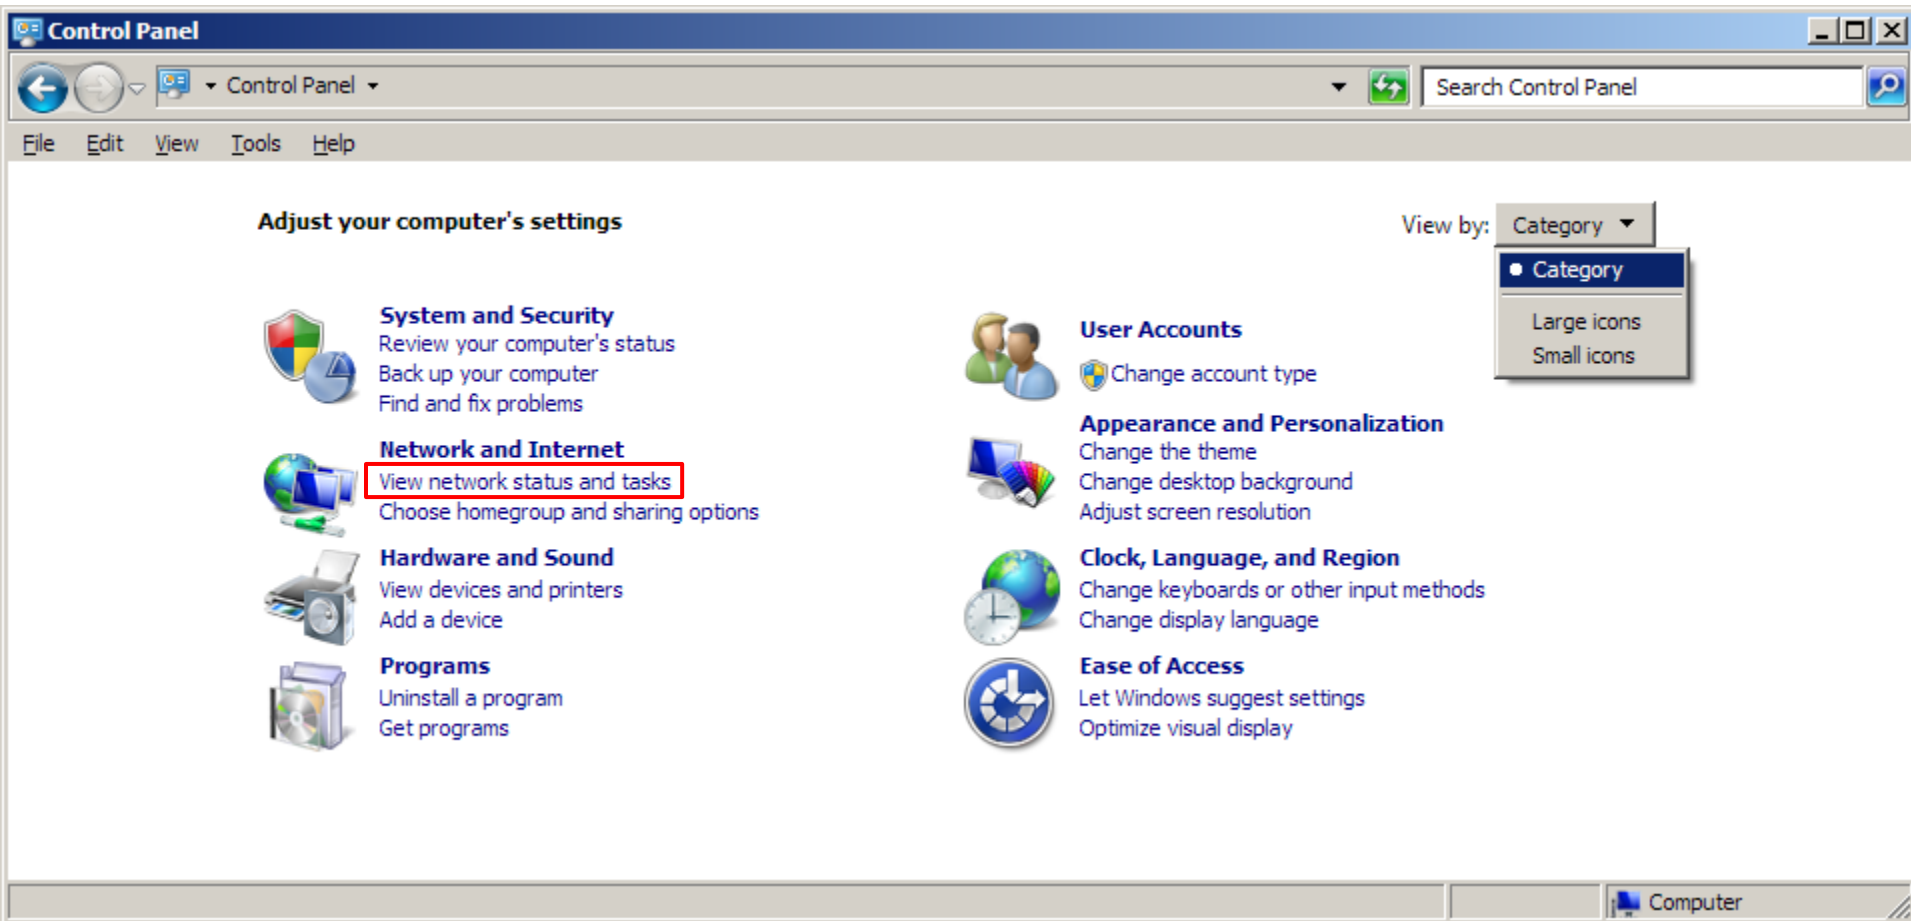 Control Panel
Control Panel
Search Control Panel
File Edit View Tools Help
Adjust your computer's settings
View by: Category
Category
Large icons
Small icons
System and Security
Review your computer's status
Back up your computer
Find and fix problems
Network and Internet
View network status and tasks
Choose homegroup and sharing options
Hardware and Sound
View devices and printers
Add a device
Programs
Uninstall a program
Get programs
User Accounts
Change account type
Appearance and Personalization
Change the theme
Change desktop background
Adjust screen resolution
Clock, Language, and Region
Change keyboards or other input methods
Change display language
Ease of Access
Let Windows suggest settings
Optimize visual display
Computer